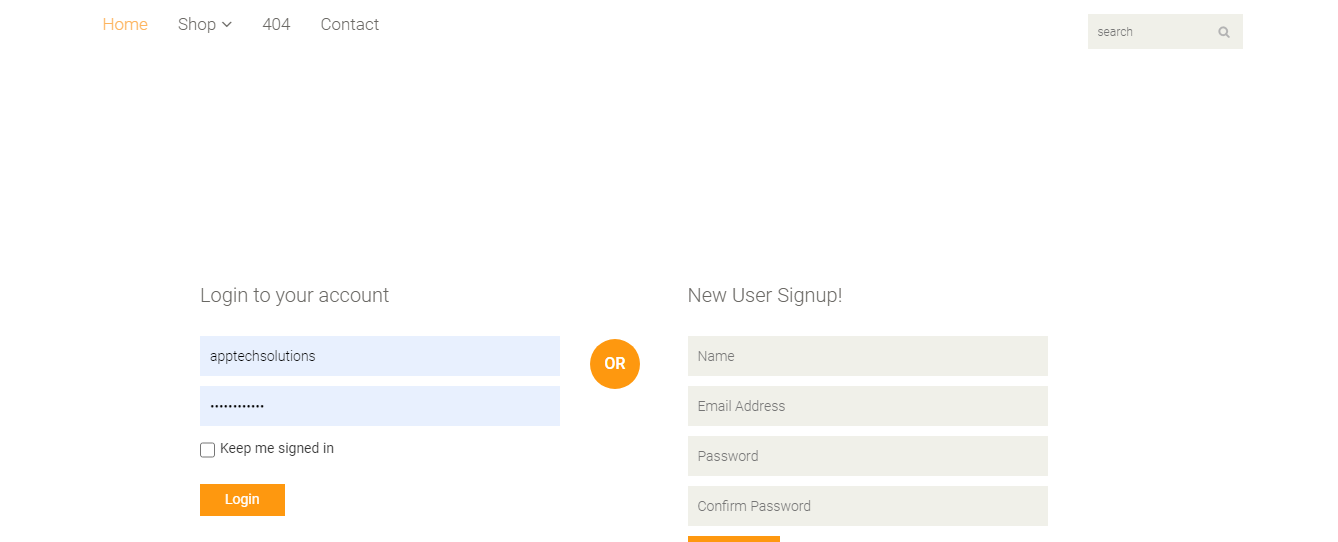 Home Shop 404 Contact
search
Login to your account
apptechsolutions
••••••••••••
Keep me signed in
Login
OR
New User Signup!
Name
Email Address
Password
Confirm Password